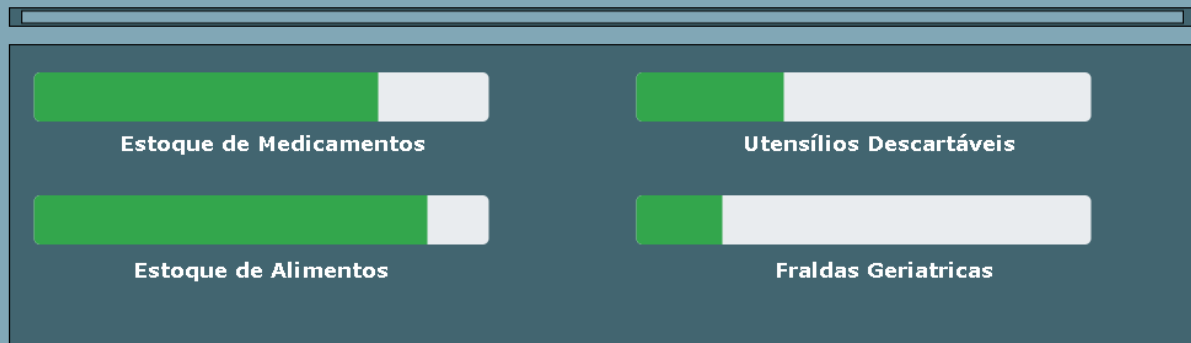 Estoque de Medicamentos
Utensílios Descartáveis
Estoque de Alimentos
Fraldas Geriatricas